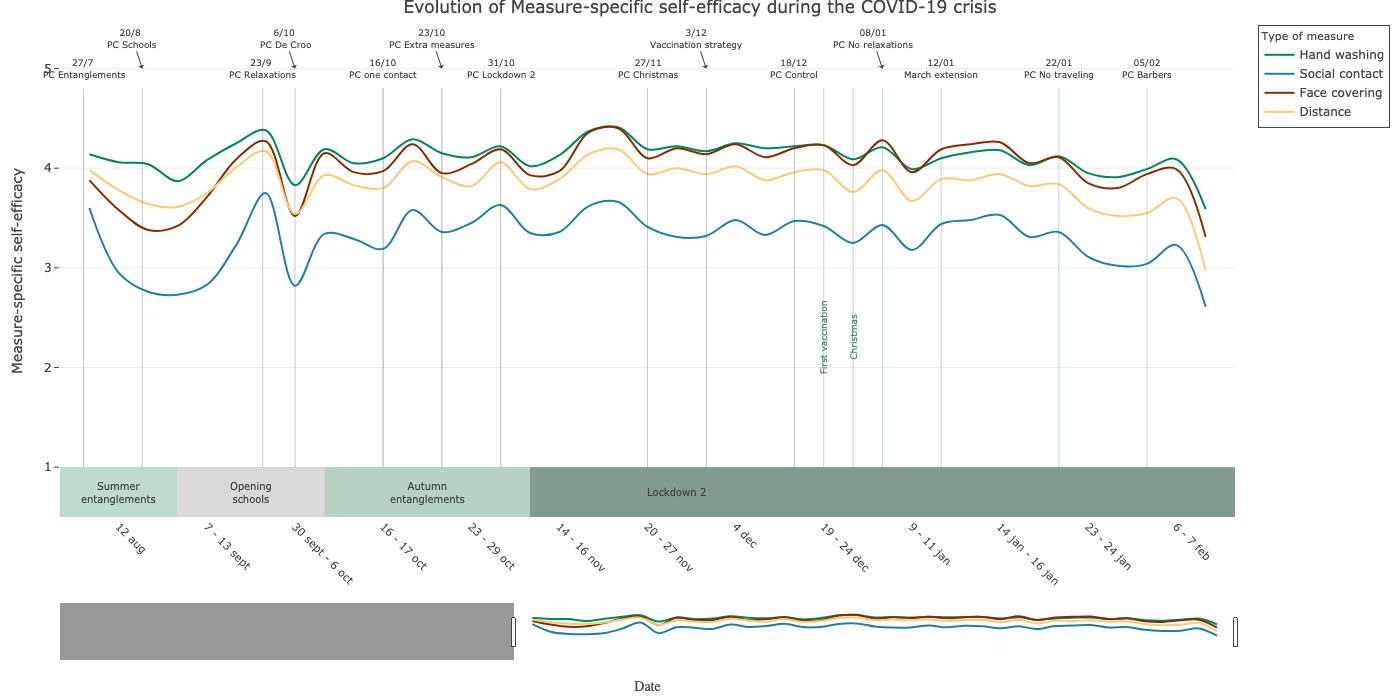 Evolution of Measure-specific self-efficacy during the COVID-19 crisis
20/8
PC Schools
6/10
PC De Croo
23/10
PC Extra measures
3/12
Vaccination strategy
08/01
PC No relaxations
27/7
PC Entanglements
23/9
PC Relaxations
16/10
PC one contact
31/10
PC Lockdown 2
27/11
PC Christmas
18/12
PC Control
12/01
March extension
22/01
PC No traveling
05/02
PC Barbers
Type of measure
Hand washing
Social contact
Face covering
Distance
5
4
3
2
1
Measure-specific self-efficacy
First vaccination
Christmas
Summer
entanglements
Opening
schools
Autumn
entanglements
Lockdown 2
12 aug
7 - 13 sept
30 sept - 6 oct
16 - 17 oct
23 - 29 oct
14 - 16 nov
20 - 27 nov
4 dec
19 - 24 dec
9 - 11 jan
14 jan - 16 jan
23 - 24 jan
6 - 7 feb
Date